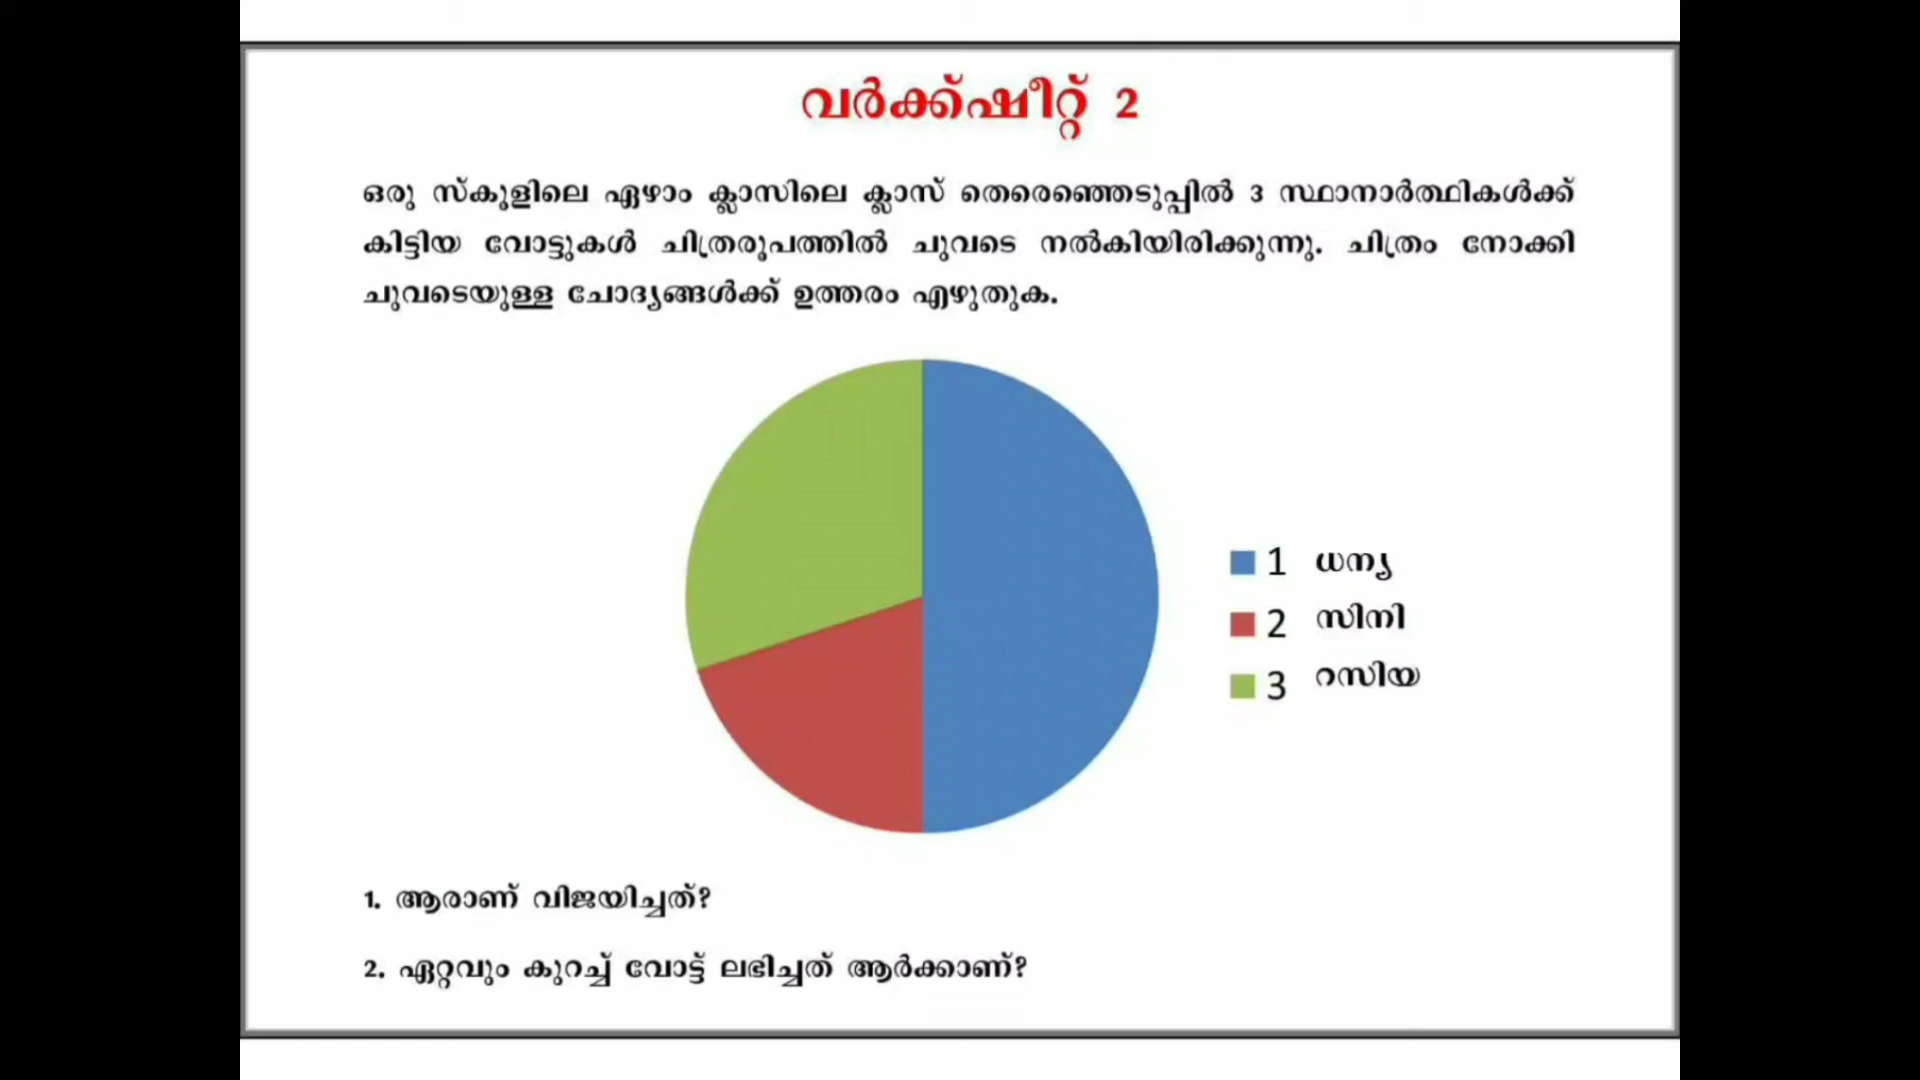 വർക്ക്ഷീറ്റ് 2
ഒരു സ്കൂളിലെ ഏഴാം ക്ലാസിലെ ക്ലാസ് തെരെഞ്ഞെടുപ്പിൽ 3 സ്ഥാനാർത്ഥികൾക്ക്
കിട്ടിയ വോട്ടുകൾ ചിത്രരൂപത്തിൽ ചുവടെ നൽകിയിരിക്കുന്നു. ചിത്രം നോക്കി
ചുവടെയുള്ള ചോദ്യങ്ങൾക്ക് ഉത്തരം എഴുതുക.
1 ധന്യ
2 സിനി
3 റസിയ
1. ആരാണ് വിജയിച്ചത്?
2. ഏറ്റവും കുറച്ച് വോട്ട് ലഭിച്ചത് ആർക്കാണ്?